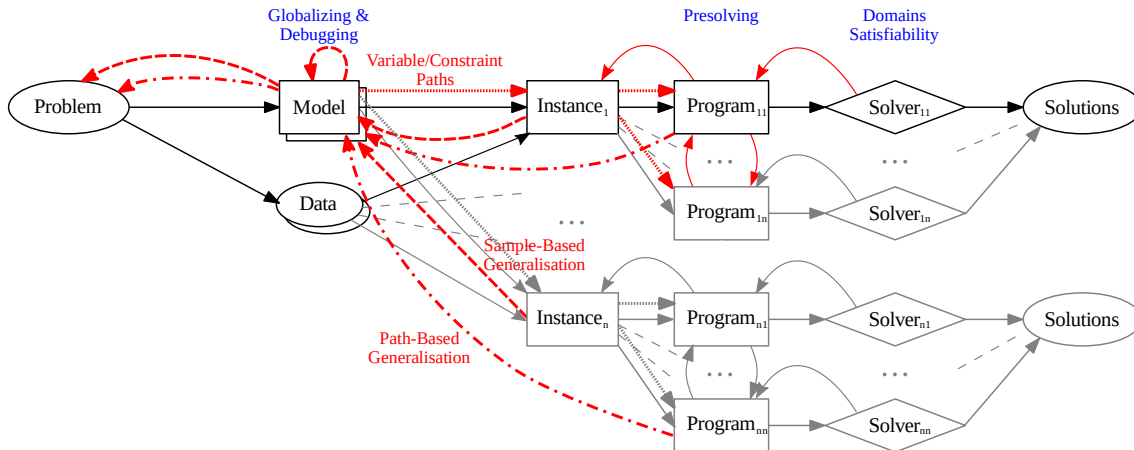 Globalizing &
Debugging
Presolving
Domains
Satisfiability
Variable/Constraint
Paths
Problem
Model
Instance₁
Program₁₁
Solver₁₁
Solutions
...
...
Data
Program₁ₙ
Solver₁ₙ
...
Sample-Based
Generalisation
Instanceₙ
Programₙ₁
Solverₙ₁
Solutions
Path-Based
Generalisation
...
...
Programₙₙ
Solverₙₙ